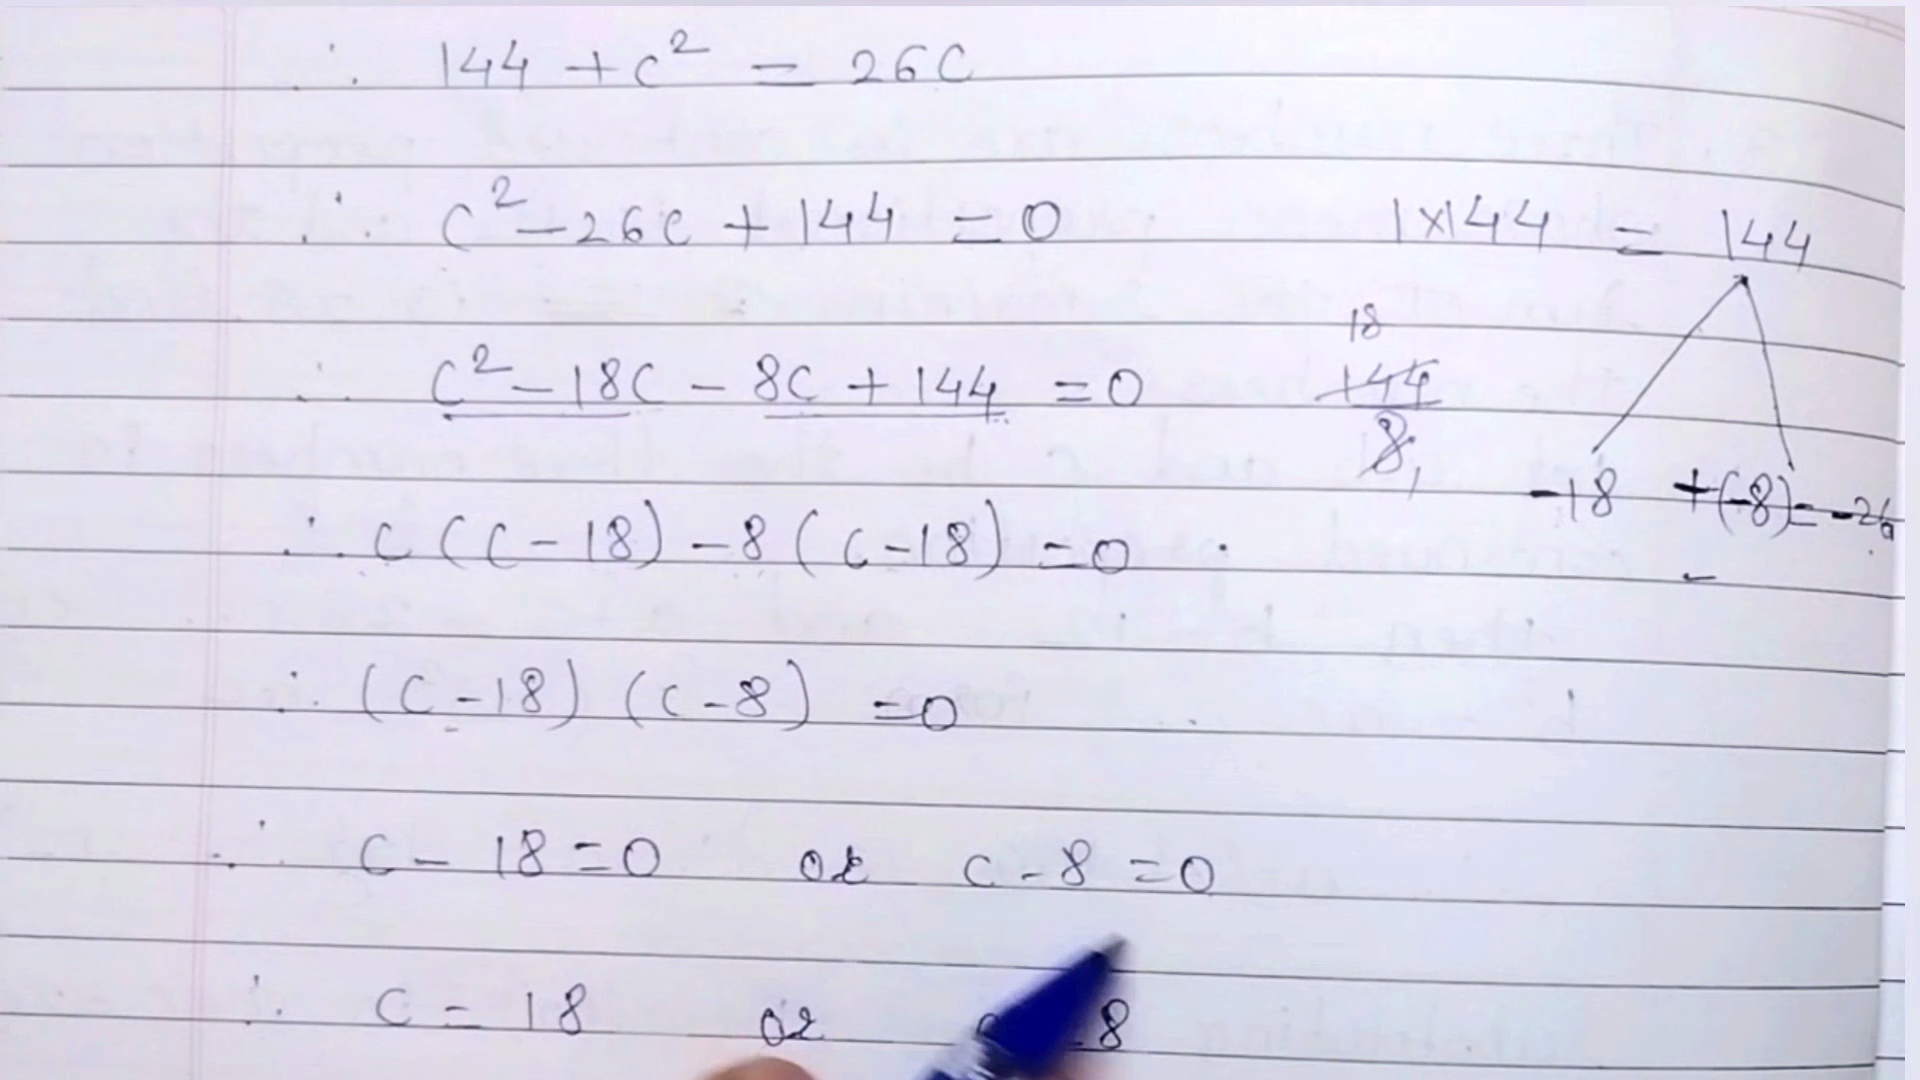 ∴ 144 + c² = 26c
∴ c² - 26c + 144 = 0
1×144 = 144
∴ c² - 18c - 8c + 144 = 0
18
144
8
-18 +(-8) = -26
∴ c(c - 18) - 8(c - 18) = 0
∴ (c - 18) (c - 8) = 0
∴ c - 18 = 0 or c - 8 = 0
∴ c = 18 or 8